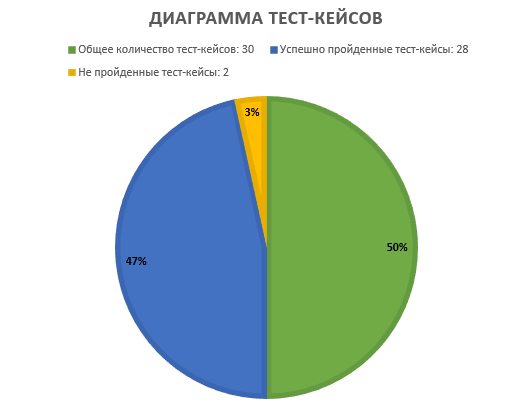 ДИАГРАММА ТЕСТ-КЕЙСОВ
Общее количество тест-кейсов: 30 Успешно пройденные тест-кейсы: 28
Не пройденные тест-кейсы: 2
3%
50%
47%